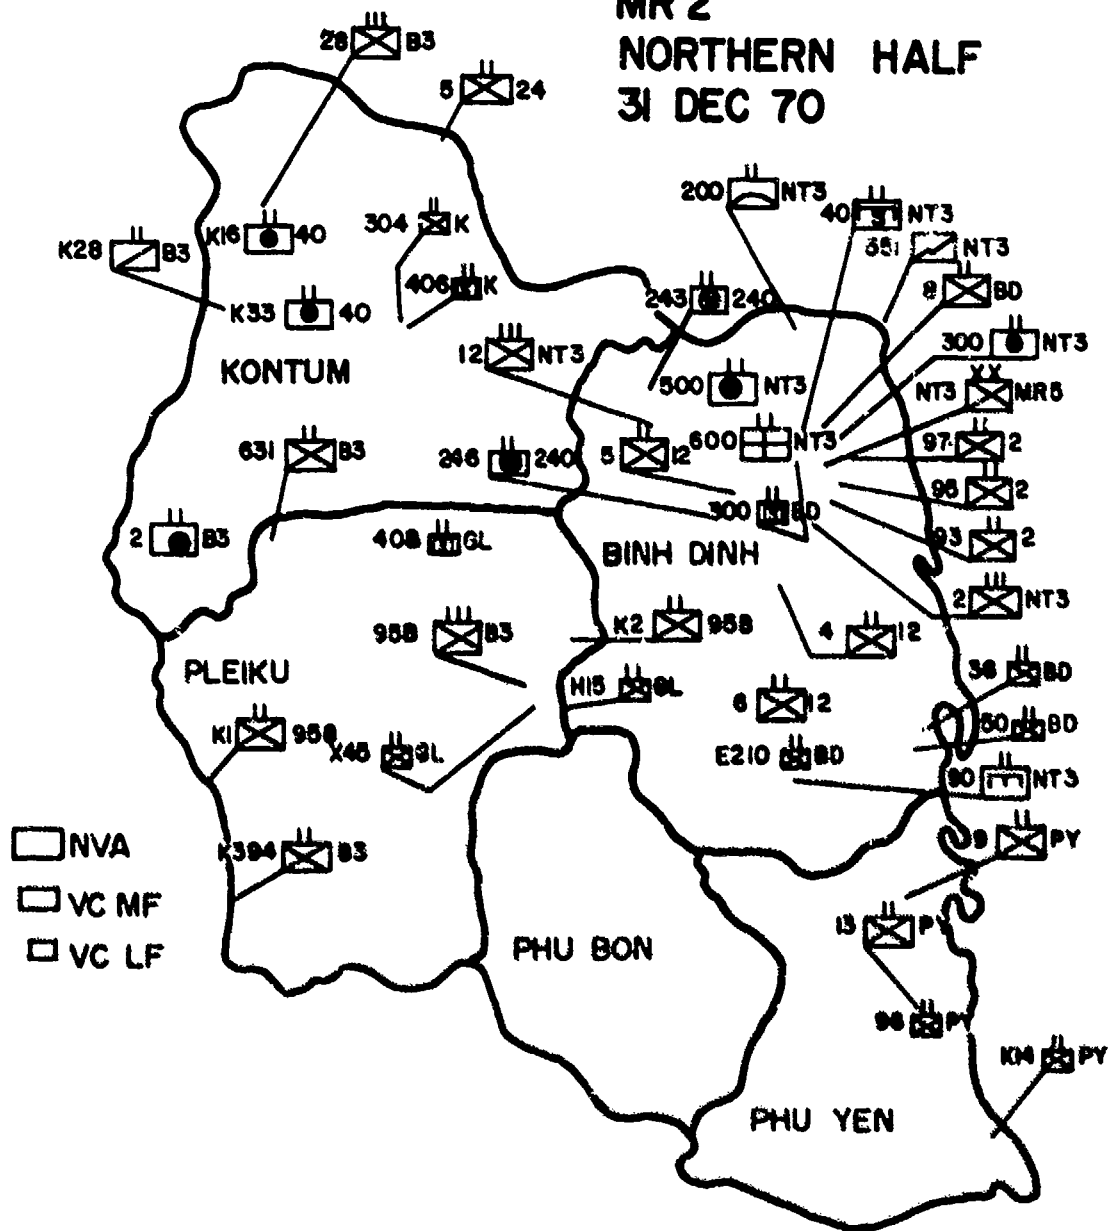 MR 2
NORTHERN HALF
31 DEC 70
28 B3
5 24
200 NT3
40 NT3
304 K
K16 40
K28 B3
351 NT3
406 K
8 BD
243 240
K33 40
300 NT3
12 NT3
KONTUM
500 NT3
NT3 MR5
600 NT3
97 2
631 B3
246 240
5 12
95 2
300 BD
2 B3
408 GL
93 2
BINH DINH
2 NT3
95B B3
K2 95B
4 12
PLEIKU
36 BD
H15 GL
6 12
K1 95B
50 BD
X45 GL
E210 BD
90 NT3
NVA
K394 B3
9 PY
VC MF
13 PY
VC LF
PHU BON
96 PY
K14 PY
PHU YEN